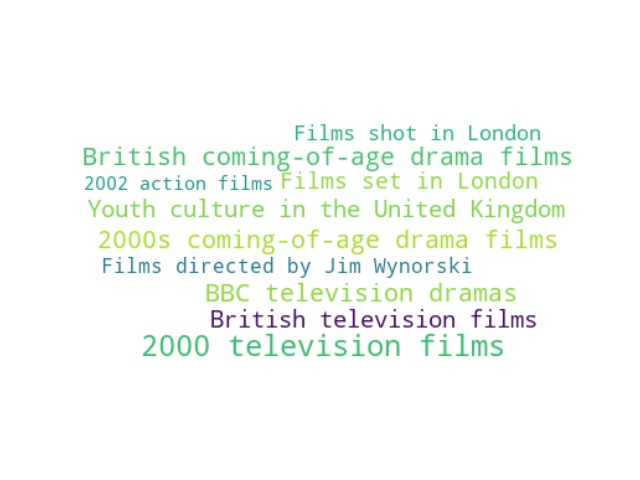 Films shot in London
British coming-of-age drama films
2002 action films Films set in London
Youth culture in the United Kingdom
2000s coming-of-age drama films
Films directed by Jim Wynorski
BBC television dramas
British television films
2000 television films